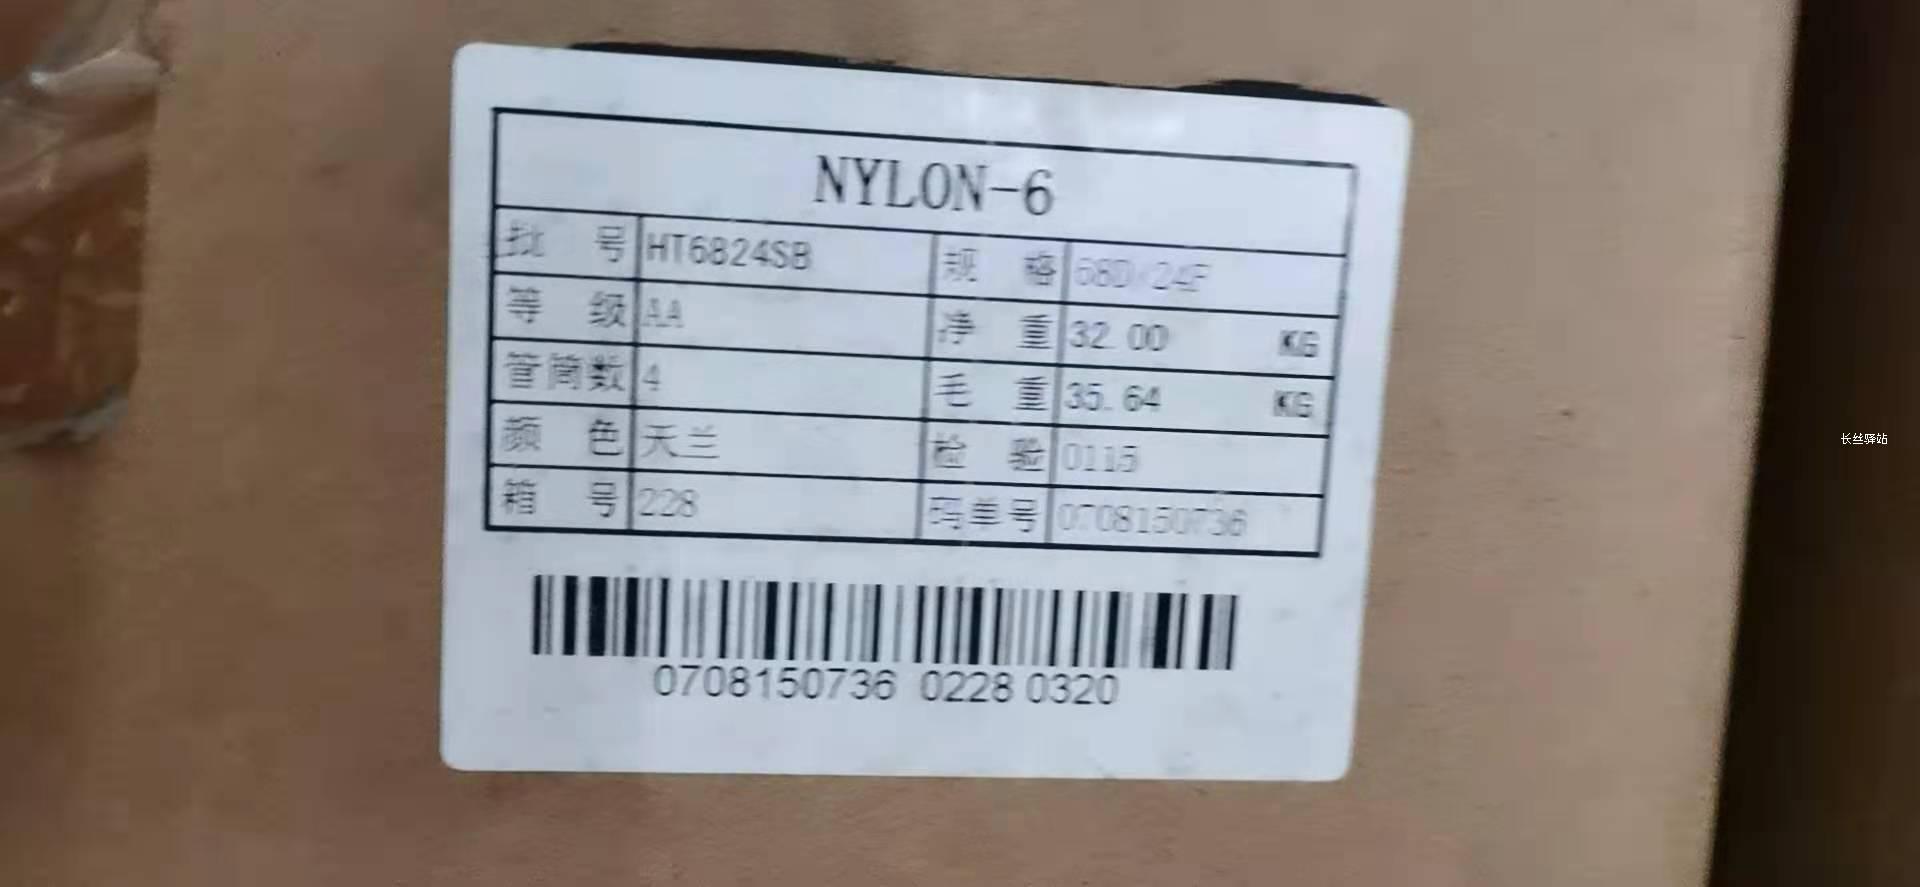 NYLON-6
批 号 HT6824SB 规 格 68D/24F
等 级 AA 净 重 32.00 KG
管筒数 4 毛 重 35.64 KG
颜 色 天兰 检 验 0115
箱 号 228 码单号 0708150736
0708150736 0228 0320
长丝驿站